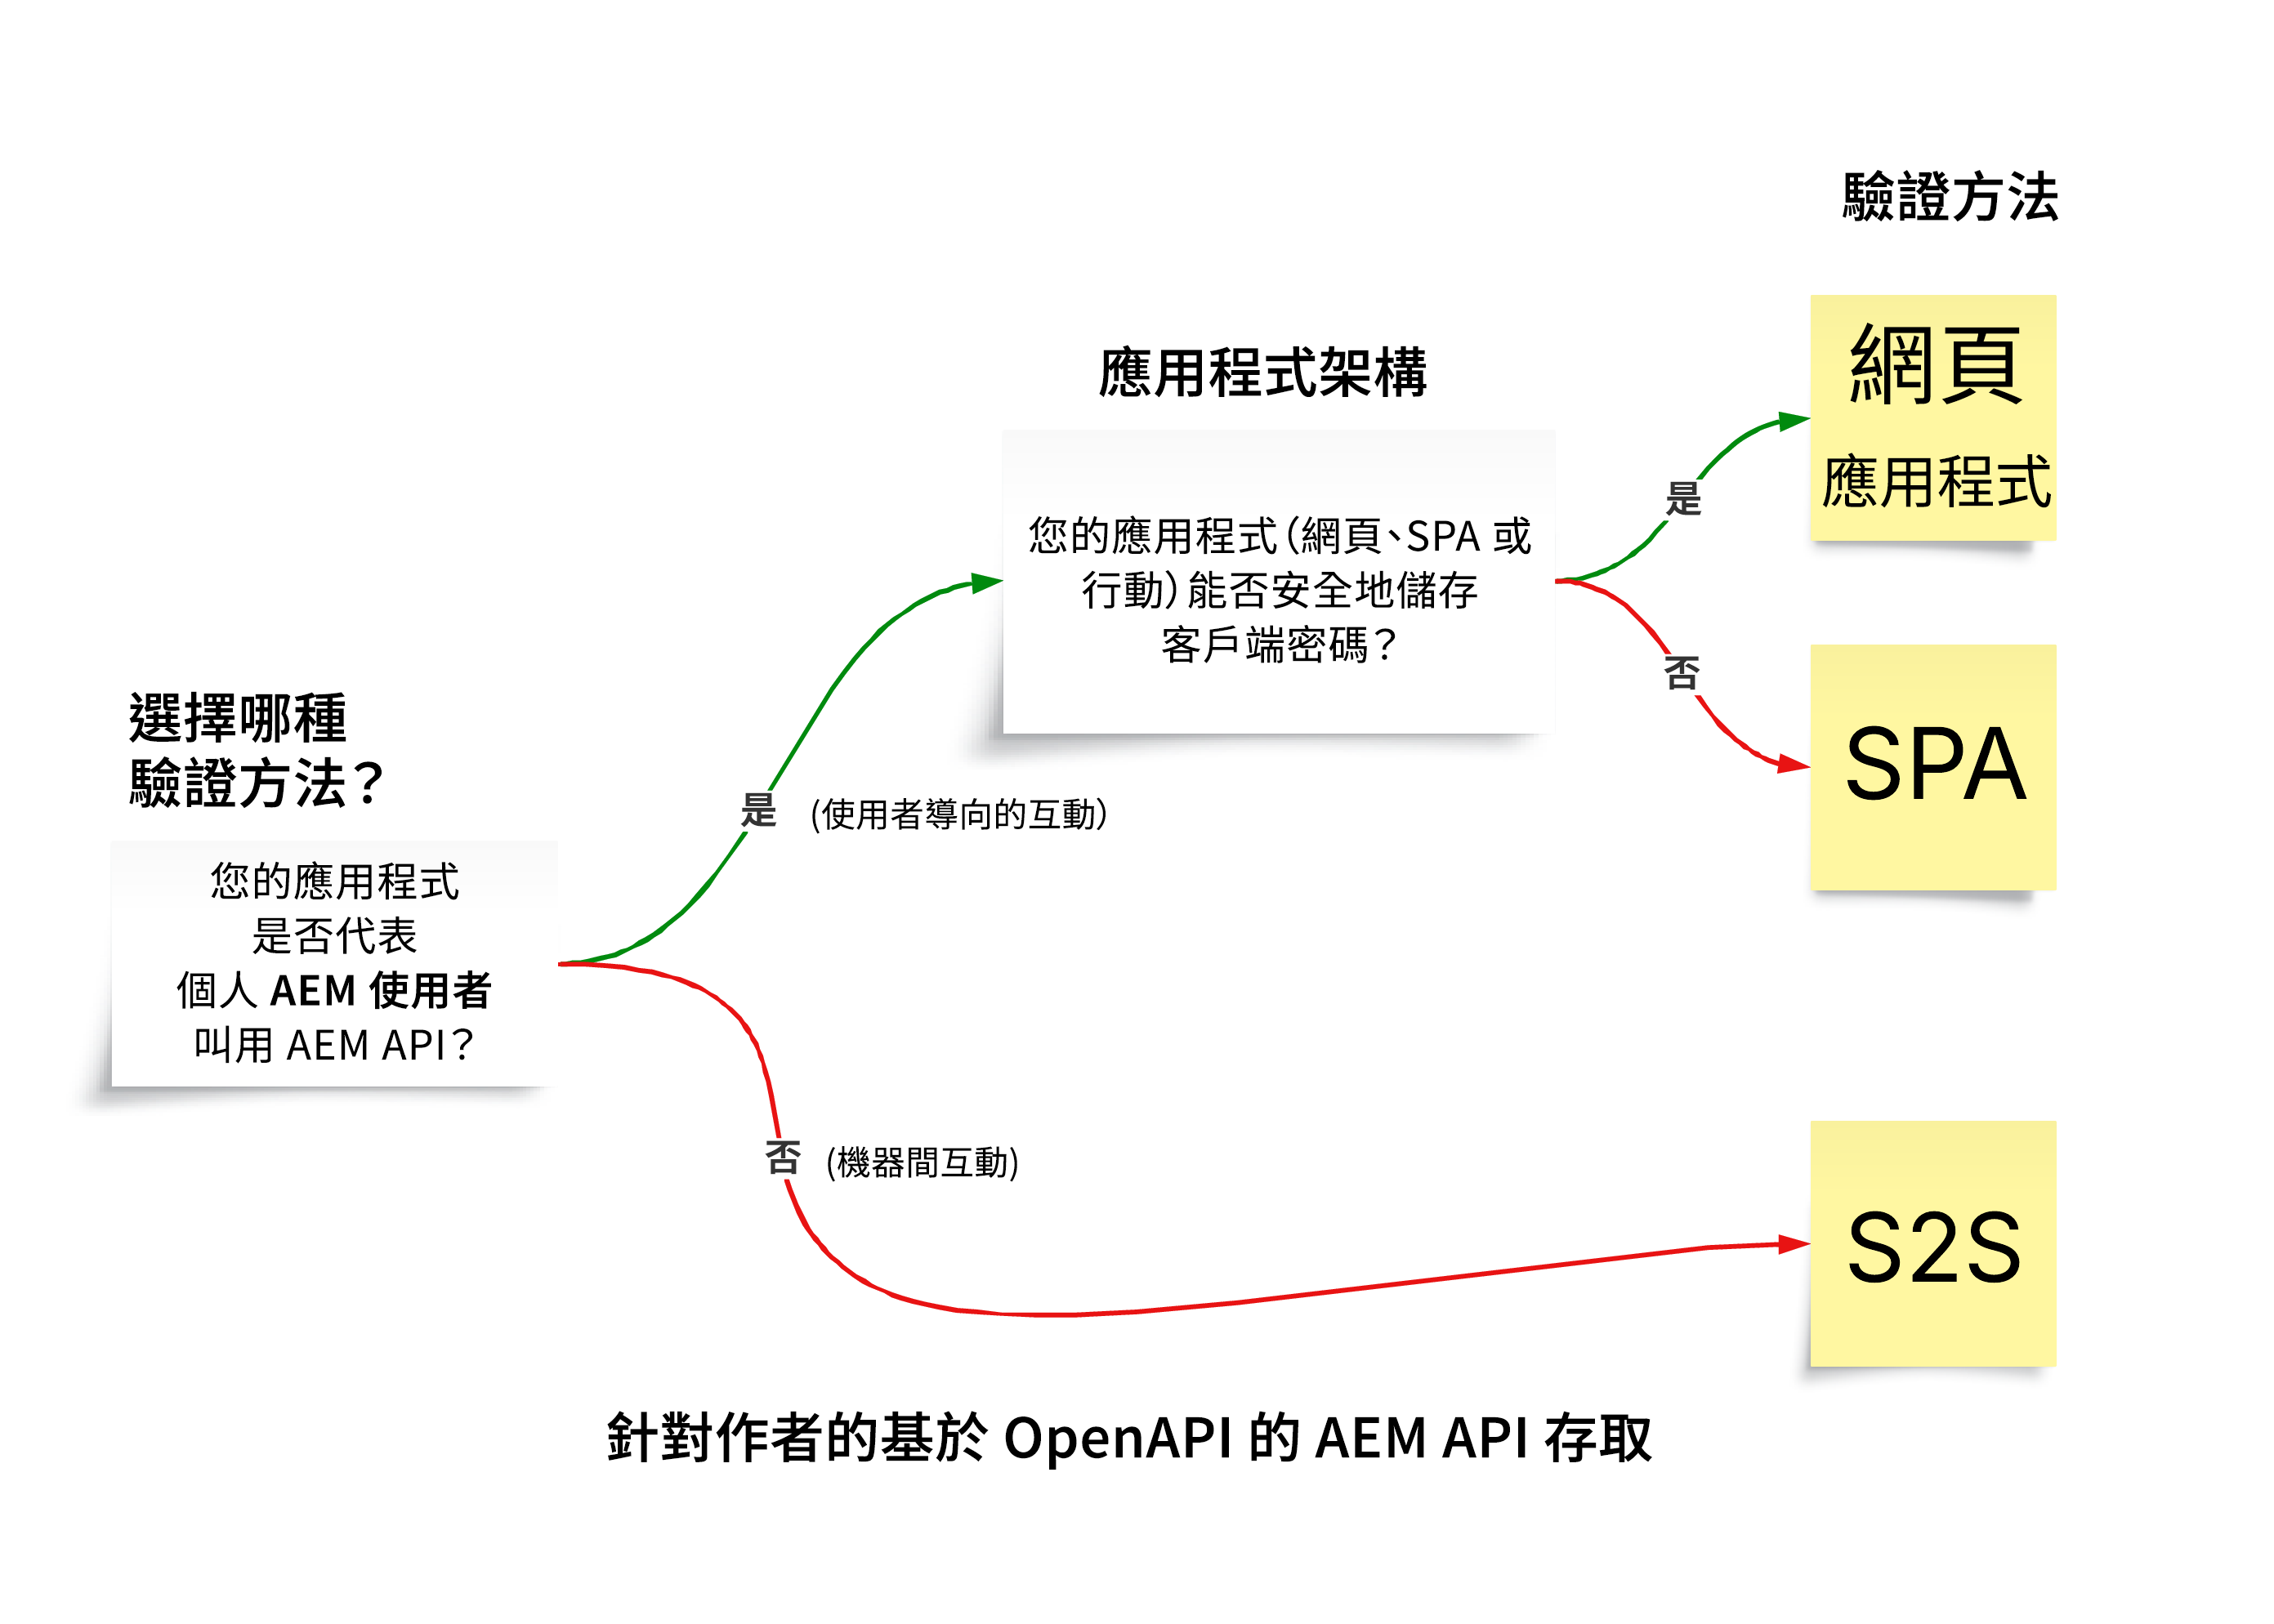 驗證方法
網頁
應用程式
應用程式架構
是
您的應用程式（網頁、SPA 或
行動）能否安全地儲存
客戶端密碼？
否
SPA
選擇哪種
驗證方法？
是
(使用者導向的互動）
您的應用程式
是否代表
個人 AEM 使用者
叫用 AEM API？
否
(機器間互動)
S2S
針對作者的基於 OpenAPI 的 AEM API 存取